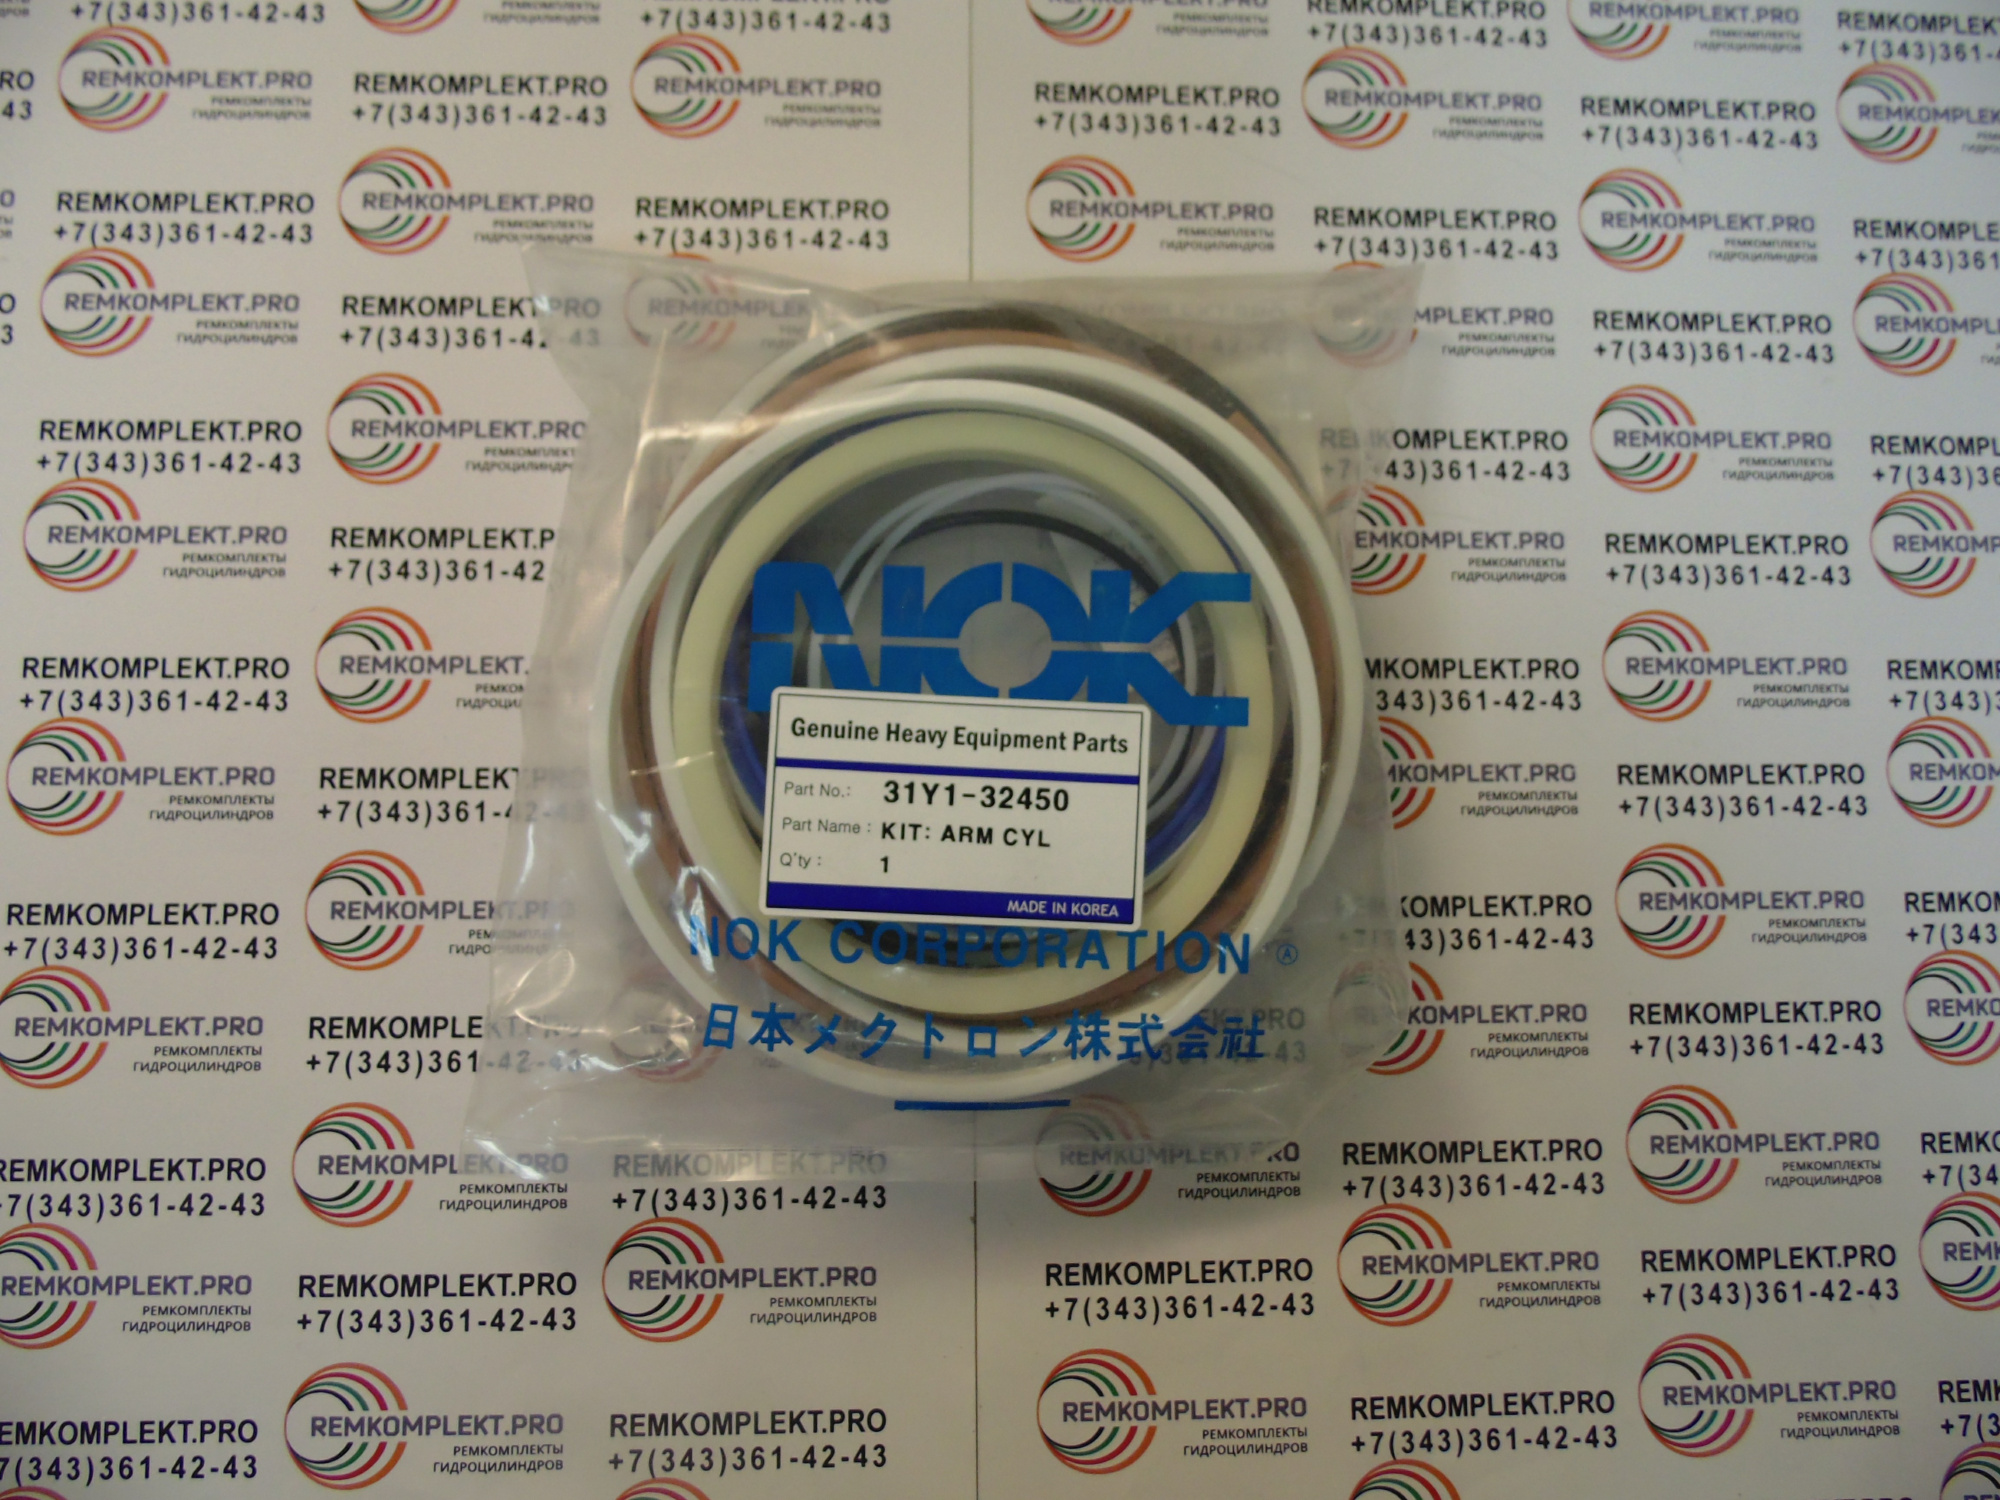 REMKOMPLEKT.PRO
+7(343)361-42-43
REMKOMPLEKT.PRO
РЕМКОМПЛЕКТЫ
ГИДРОЦИЛИНДРОВ
NOK
Genuine Heavy Equipment Parts
Part No.: 31Y1-32450
Part Name : KIT: ARM CYL
Q'ty : 1
MADE IN KOREA
NOK CORPORATION
日本メクトロン株式会社